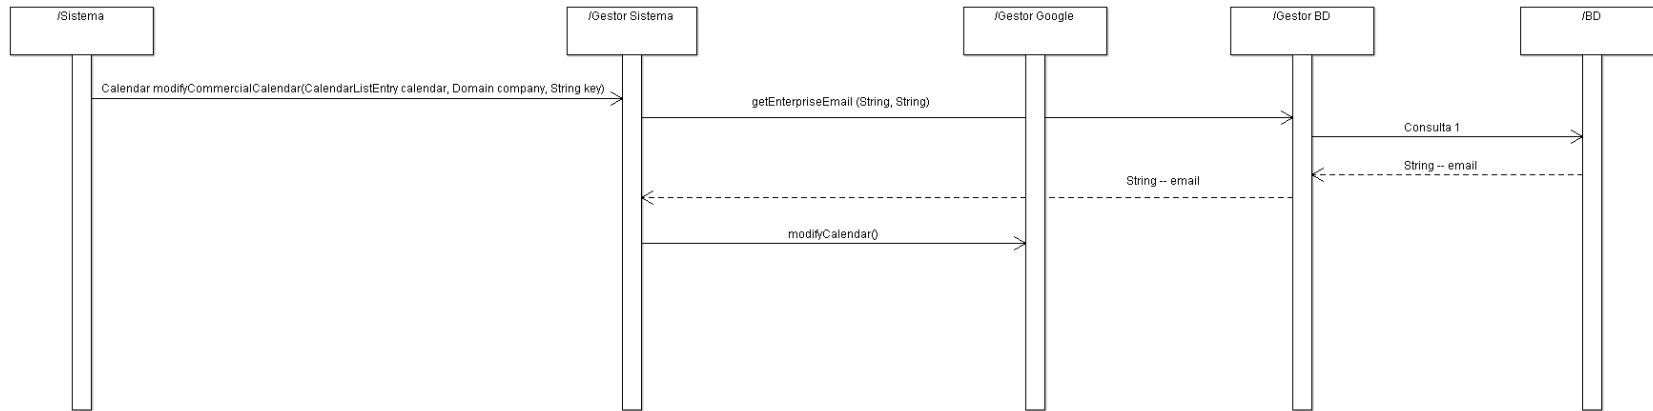 /Sistema
/Gestor Sistema
/Gestor Google
/Gestor BD
/BD
Calendar modifyCommercialCalendar(CalendarListEntry calendar, Domain company, String key)
getEnterpriseEmail (String, String)
Consulta 1
String -- email
String -- email
modifyCalendar()